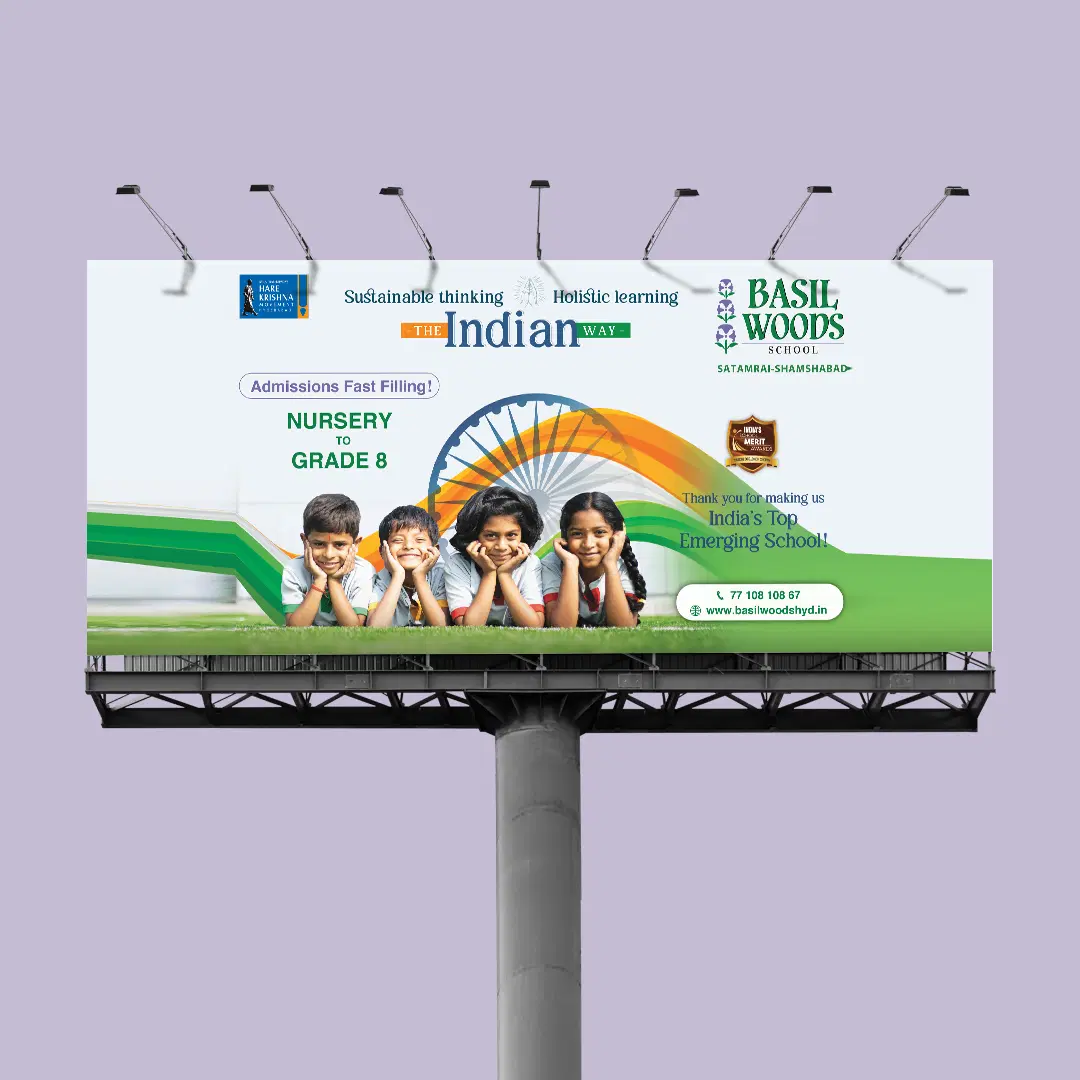 HARE
KRISHNA
MOVEMENT
HYDERABAD
Sustainable thinking
Holistic learning
- THE Indian WAY -
BASIL
WOODS
SCHOOL
SATAMRAI-SHAMSHABAD
Admissions Fast Filling!
NURSERY
TO
GRADE 8
INDIA'S
SCHOOL
MERIT
AWARDS
Thank you for making us
India's Top
Emerging School!
77 108 108 67
www.basilwoodshyd.in